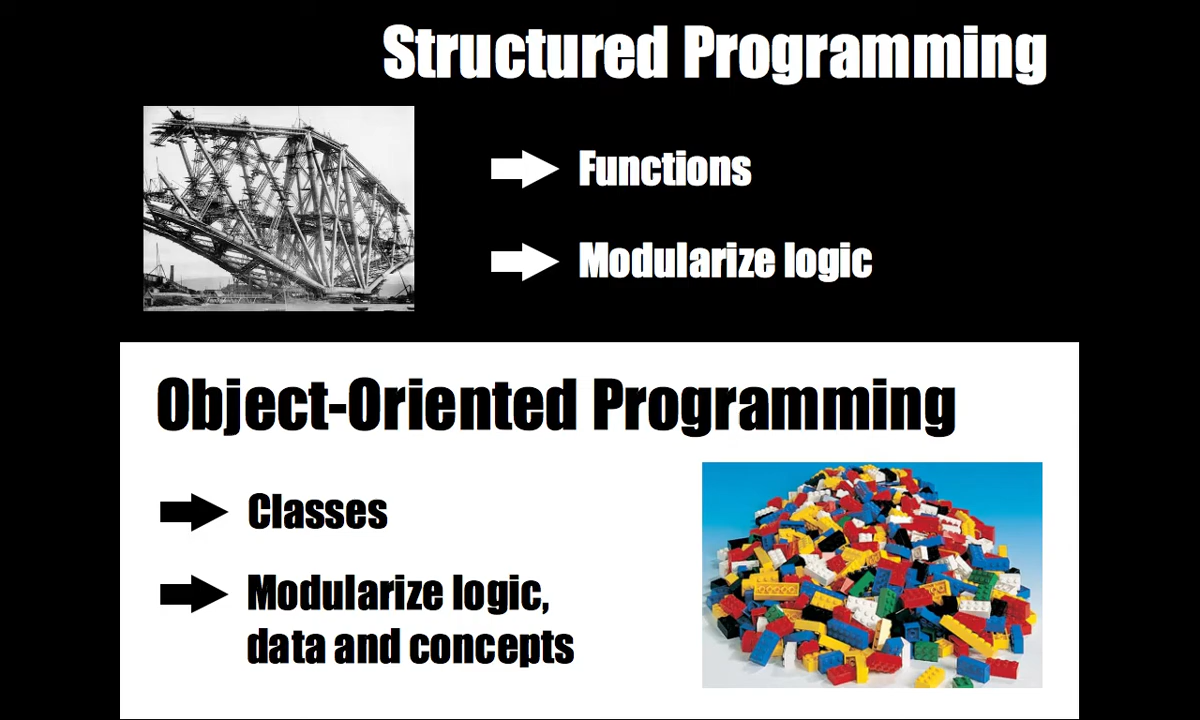 Structured Programming
Functions
Modularize logic
Object-Oriented Programming
Classes
Modularize logic,
data and concepts